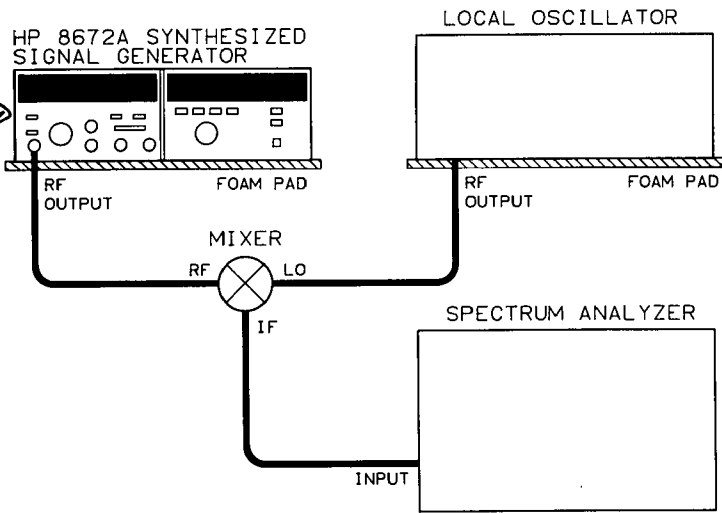 HP 8672A SYNTHESIZED
SIGNAL GENERATOR
LOCAL OSCILLATOR
RF
OUTPUT
FOAM PAD
RF
OUTPUT
FOAM PAD
MIXER
RF
LO
IF
SPECTRUM ANALYZER
INPUT